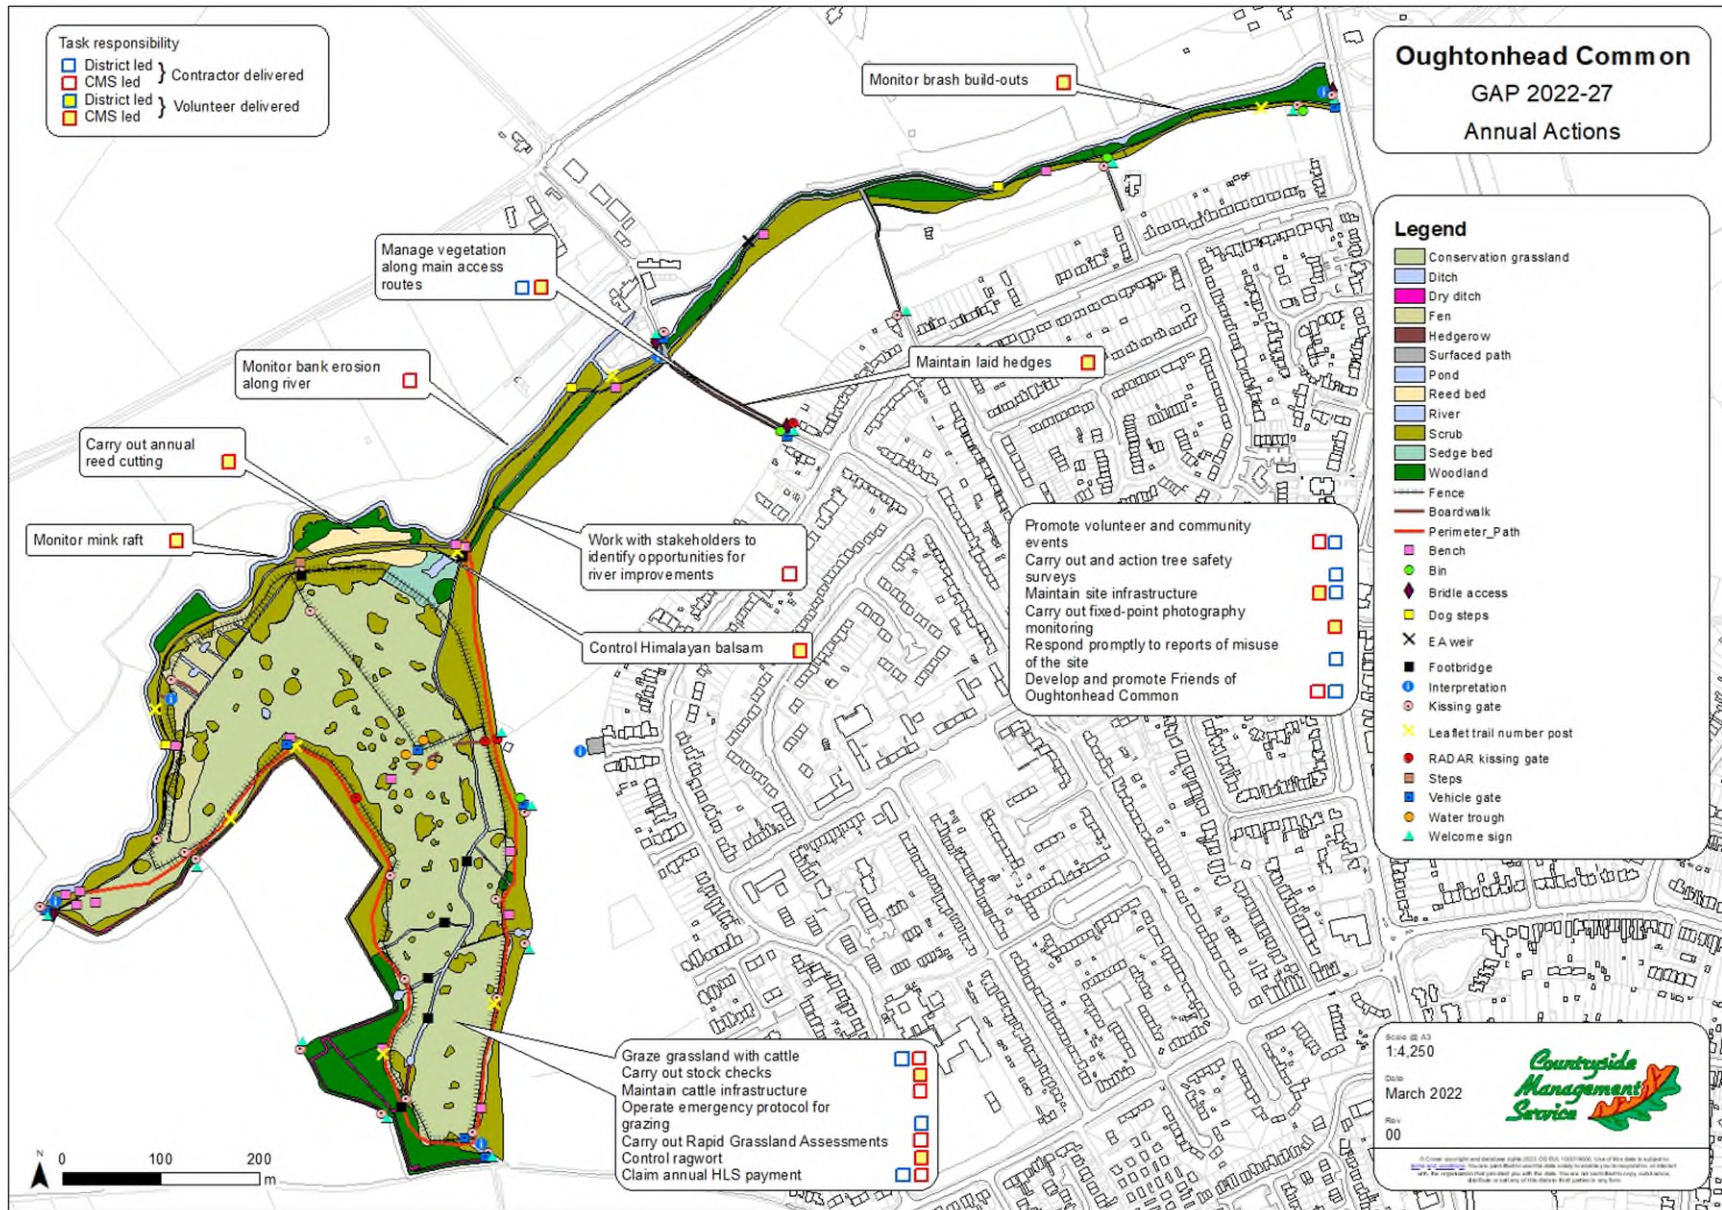 Task responsibility
District led
CMS led
} Contractor delivered
District led
CMS led
} Volunteer delivered
Monitor brash build-outs
Oughtonhead Common
GAP 2022-27
Annual Actions
Manage vegetation
along main access
routes
Monitor bank erosion
along river
Maintain laid hedges
Carry out annual
reed cutting
Monitor mink raft
Work with stakeholders to
identify opportunities for
river improvements
Control Himalayan balsam
Promote volunteer and community
events
Carry out and action tree safety
surveys
Maintain site infrastructure
Carry out fixed-point photography
monitoring
Respond promptly to reports of misuse
of the site
Develop and promote Friends of
Oughtonhead Common
Legend
Conservation grassland
Ditch
Dry ditch
Fen
Hedgerow
Surfaced path
Pond
Reed bed
River
Scrub
Sedge bed
Woodland
Fence
Boardwalk
Perimeter_Path
Bench
Bin
Bridle access
Dog steps
EA weir
Footbridge
Interpretation
Kissing gate
Leaflet trail number post
RADAR kissing gate
Steps
Vehicle gate
Water trough
Welcome sign
Graze grassland with cattle
Carry out stock checks
Maintain cattle infrastructure
Operate emergency protocol for
grazing
Carry out Rapid Grassland Assessments
Control ragwort
Claim annual HLS payment
N
0 100 200
m
Scale @ A3
1:4,250
Date
March 2022
Rev
00
Countryside
Management
Service